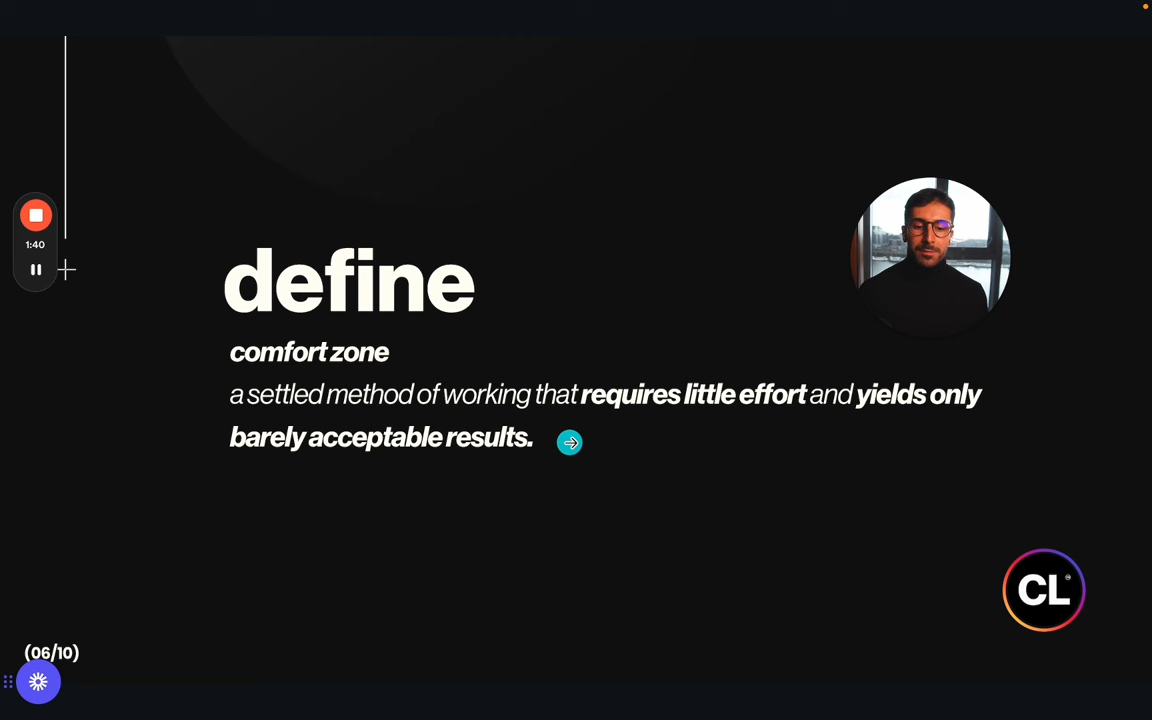 1:40
define
comfort zone
a settled method of working that requires little effort and yields only
barely acceptable results.
CL
(06/10)